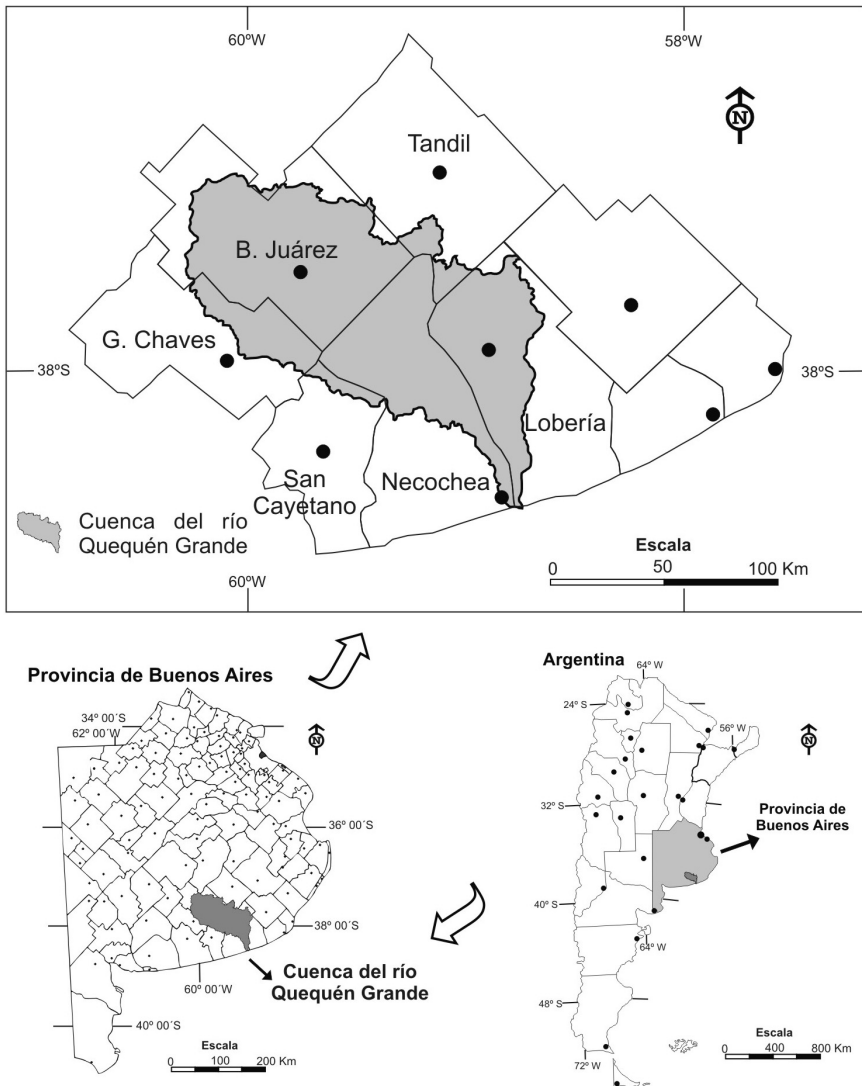 60ºW
58ºW
N
Tandil
B. Juárez
G. Chaves
38ºS
38ºS
Lobería
San
Cayetano
Necochea
Cuenca del río
Quequén Grande
Escala
0
50
100 Km
60ºW
58ºW
Provincia de Buenos Aires
34º 00´S
62º 00´W
N
36º 00´S
38º 00´S
60º 00´W
Cuenca del río
Quequén Grande
40º 00´S
Escala
0
100
200 Km
Argentina
64º W
24º S
56º W
N
32º S
Provincia de
Buenos Aires
40º S
64º W
48º S
72º W
Escala
0
400
800 Km